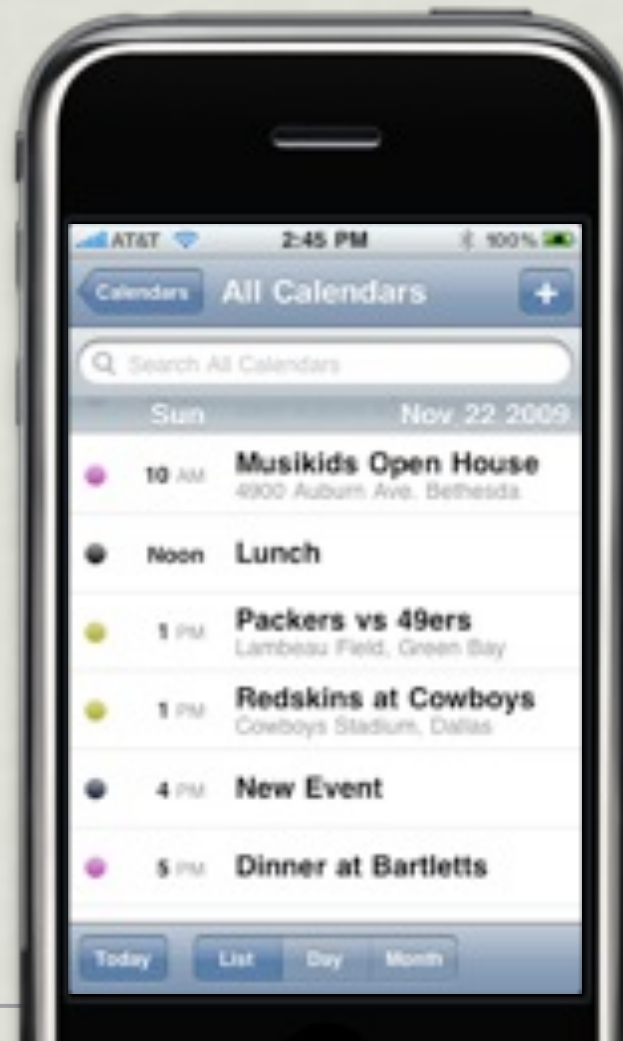 AT&T 2:45 PM 100%
Calendars All Calendars +
Search All Calendars
Sun Nov 22 2009
10 AM Musikids Open House
4900 Auburn Ave. Bethesda
Noon Lunch
1 PM Packers vs 49ers
Lambeau Field, Green Bay
1 PM Redskins at Cowboys
Cowboys Stadium, Dallas
4 PM New Event
5 PM Dinner at Bartletts
Today List Day Month